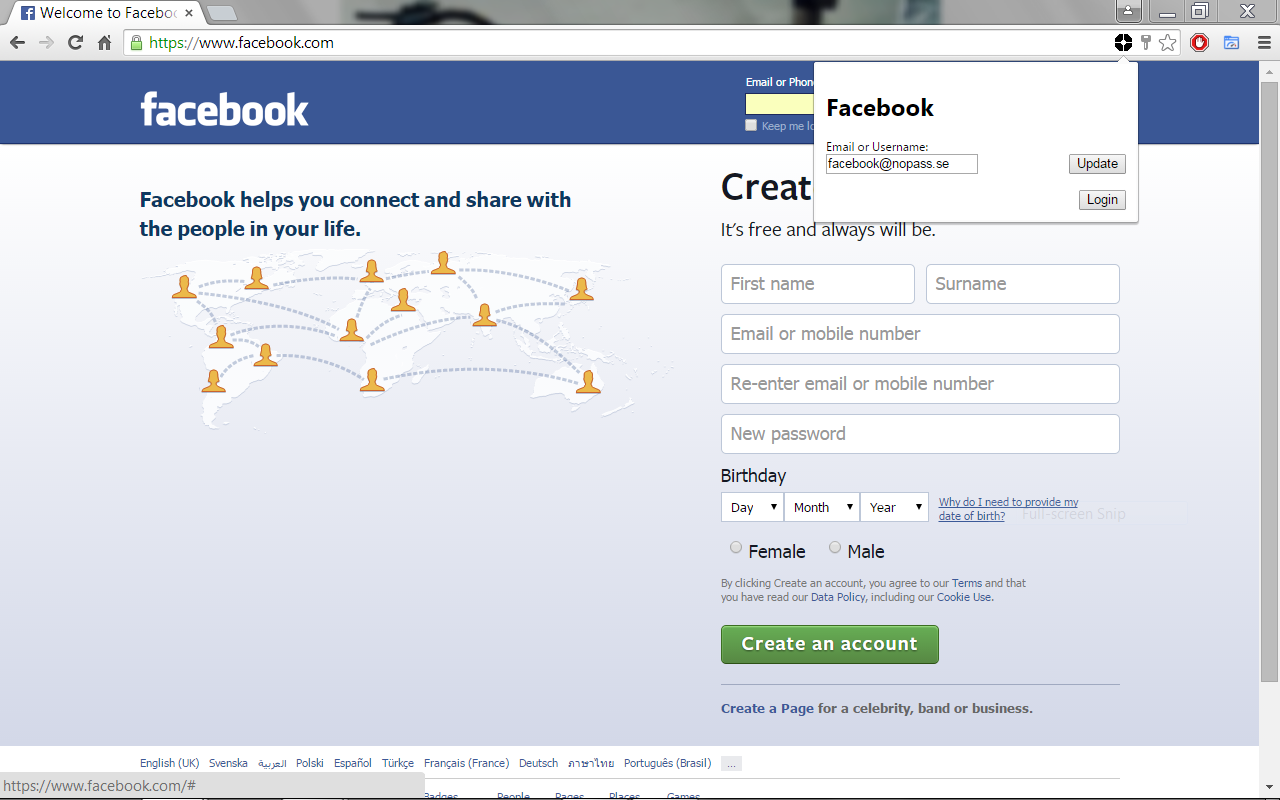 Welcome to Faceboo
https://www.facebook.com
facebook
Email or Phon
Keep me lo
Facebook
Email or Username:
facebook@nopass.se
Update
Login
Facebook helps you connect and share with
the people in your life.
Creat
It's free and always will be.
First name
Surname
Email or mobile number
Re-enter email or mobile number
New password
Birthday
Day
Month
Year
Why do I need to provide my
date of birth?
Full-screen Snip
Female
Male
By clicking Create an account, you agree to our Terms and that
you have read our Data Policy, including our Cookie Use.
Create an account
Create a Page for a celebrity, band or business.
English (UK) Svenska العربية Polski Español Türkçe Français (France) Deutsch ภาษาไทย Português (Brasil) ...
https://www.facebook.com/#
Badges People Pages Places Games